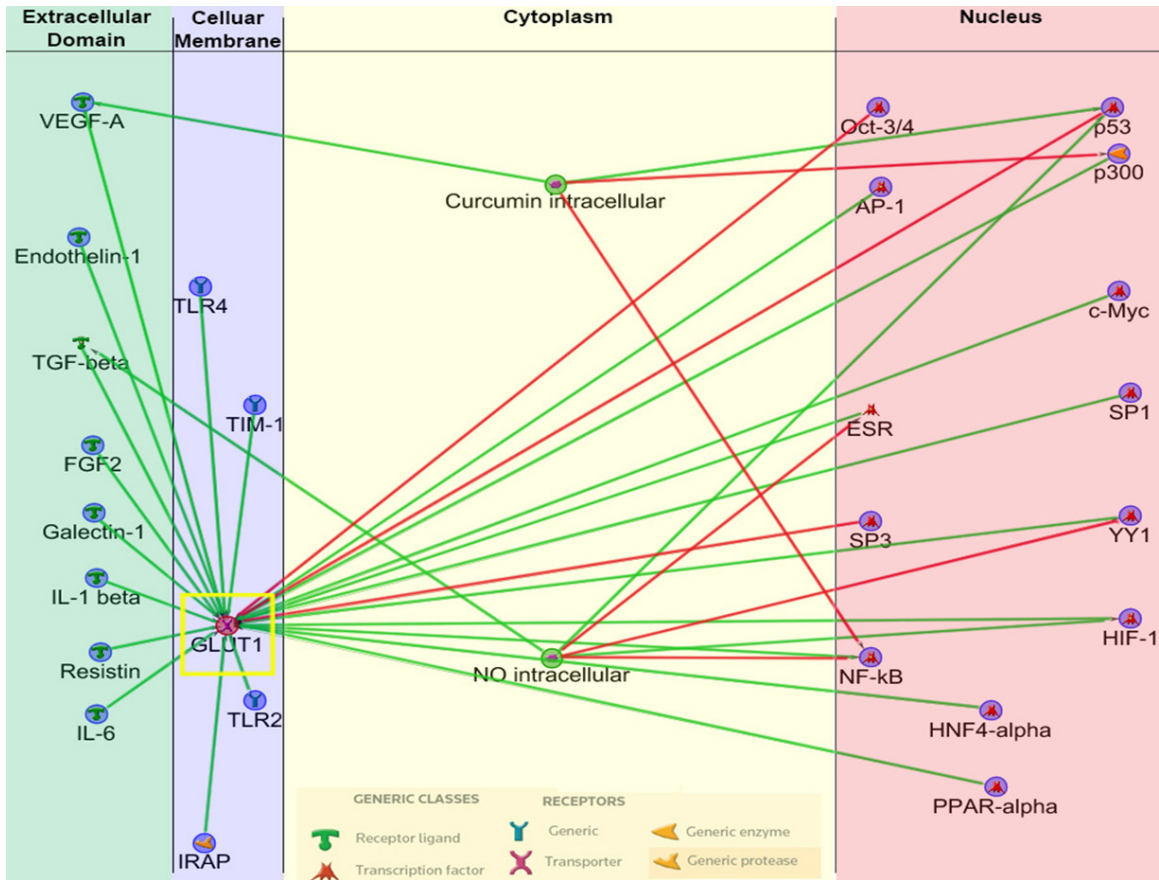 Extracellular
Domain
Celluar
Membrane
Cytoplasm
Nucleus
VEGF-A
Endothelin-1
TGF-beta
FGF2
Galectin-1
IL-1 beta
Resistin
IL-6
TLR4
TIM-1
GLUT1
TLR2
IRAP
Curcumin intracellular
NO intracellular
Oct-3/4
AP-1
ESR
SP3
NF-kB
HNF4-alpha
PPAR-alpha
p53
p300
c-Myc
SP1
YY1
HIF-1
GENERIC CLASSES
Receptor ligand
Transcription factor
RECEPTORS
Generic
Transporter
Generic enzyme
Generic protease